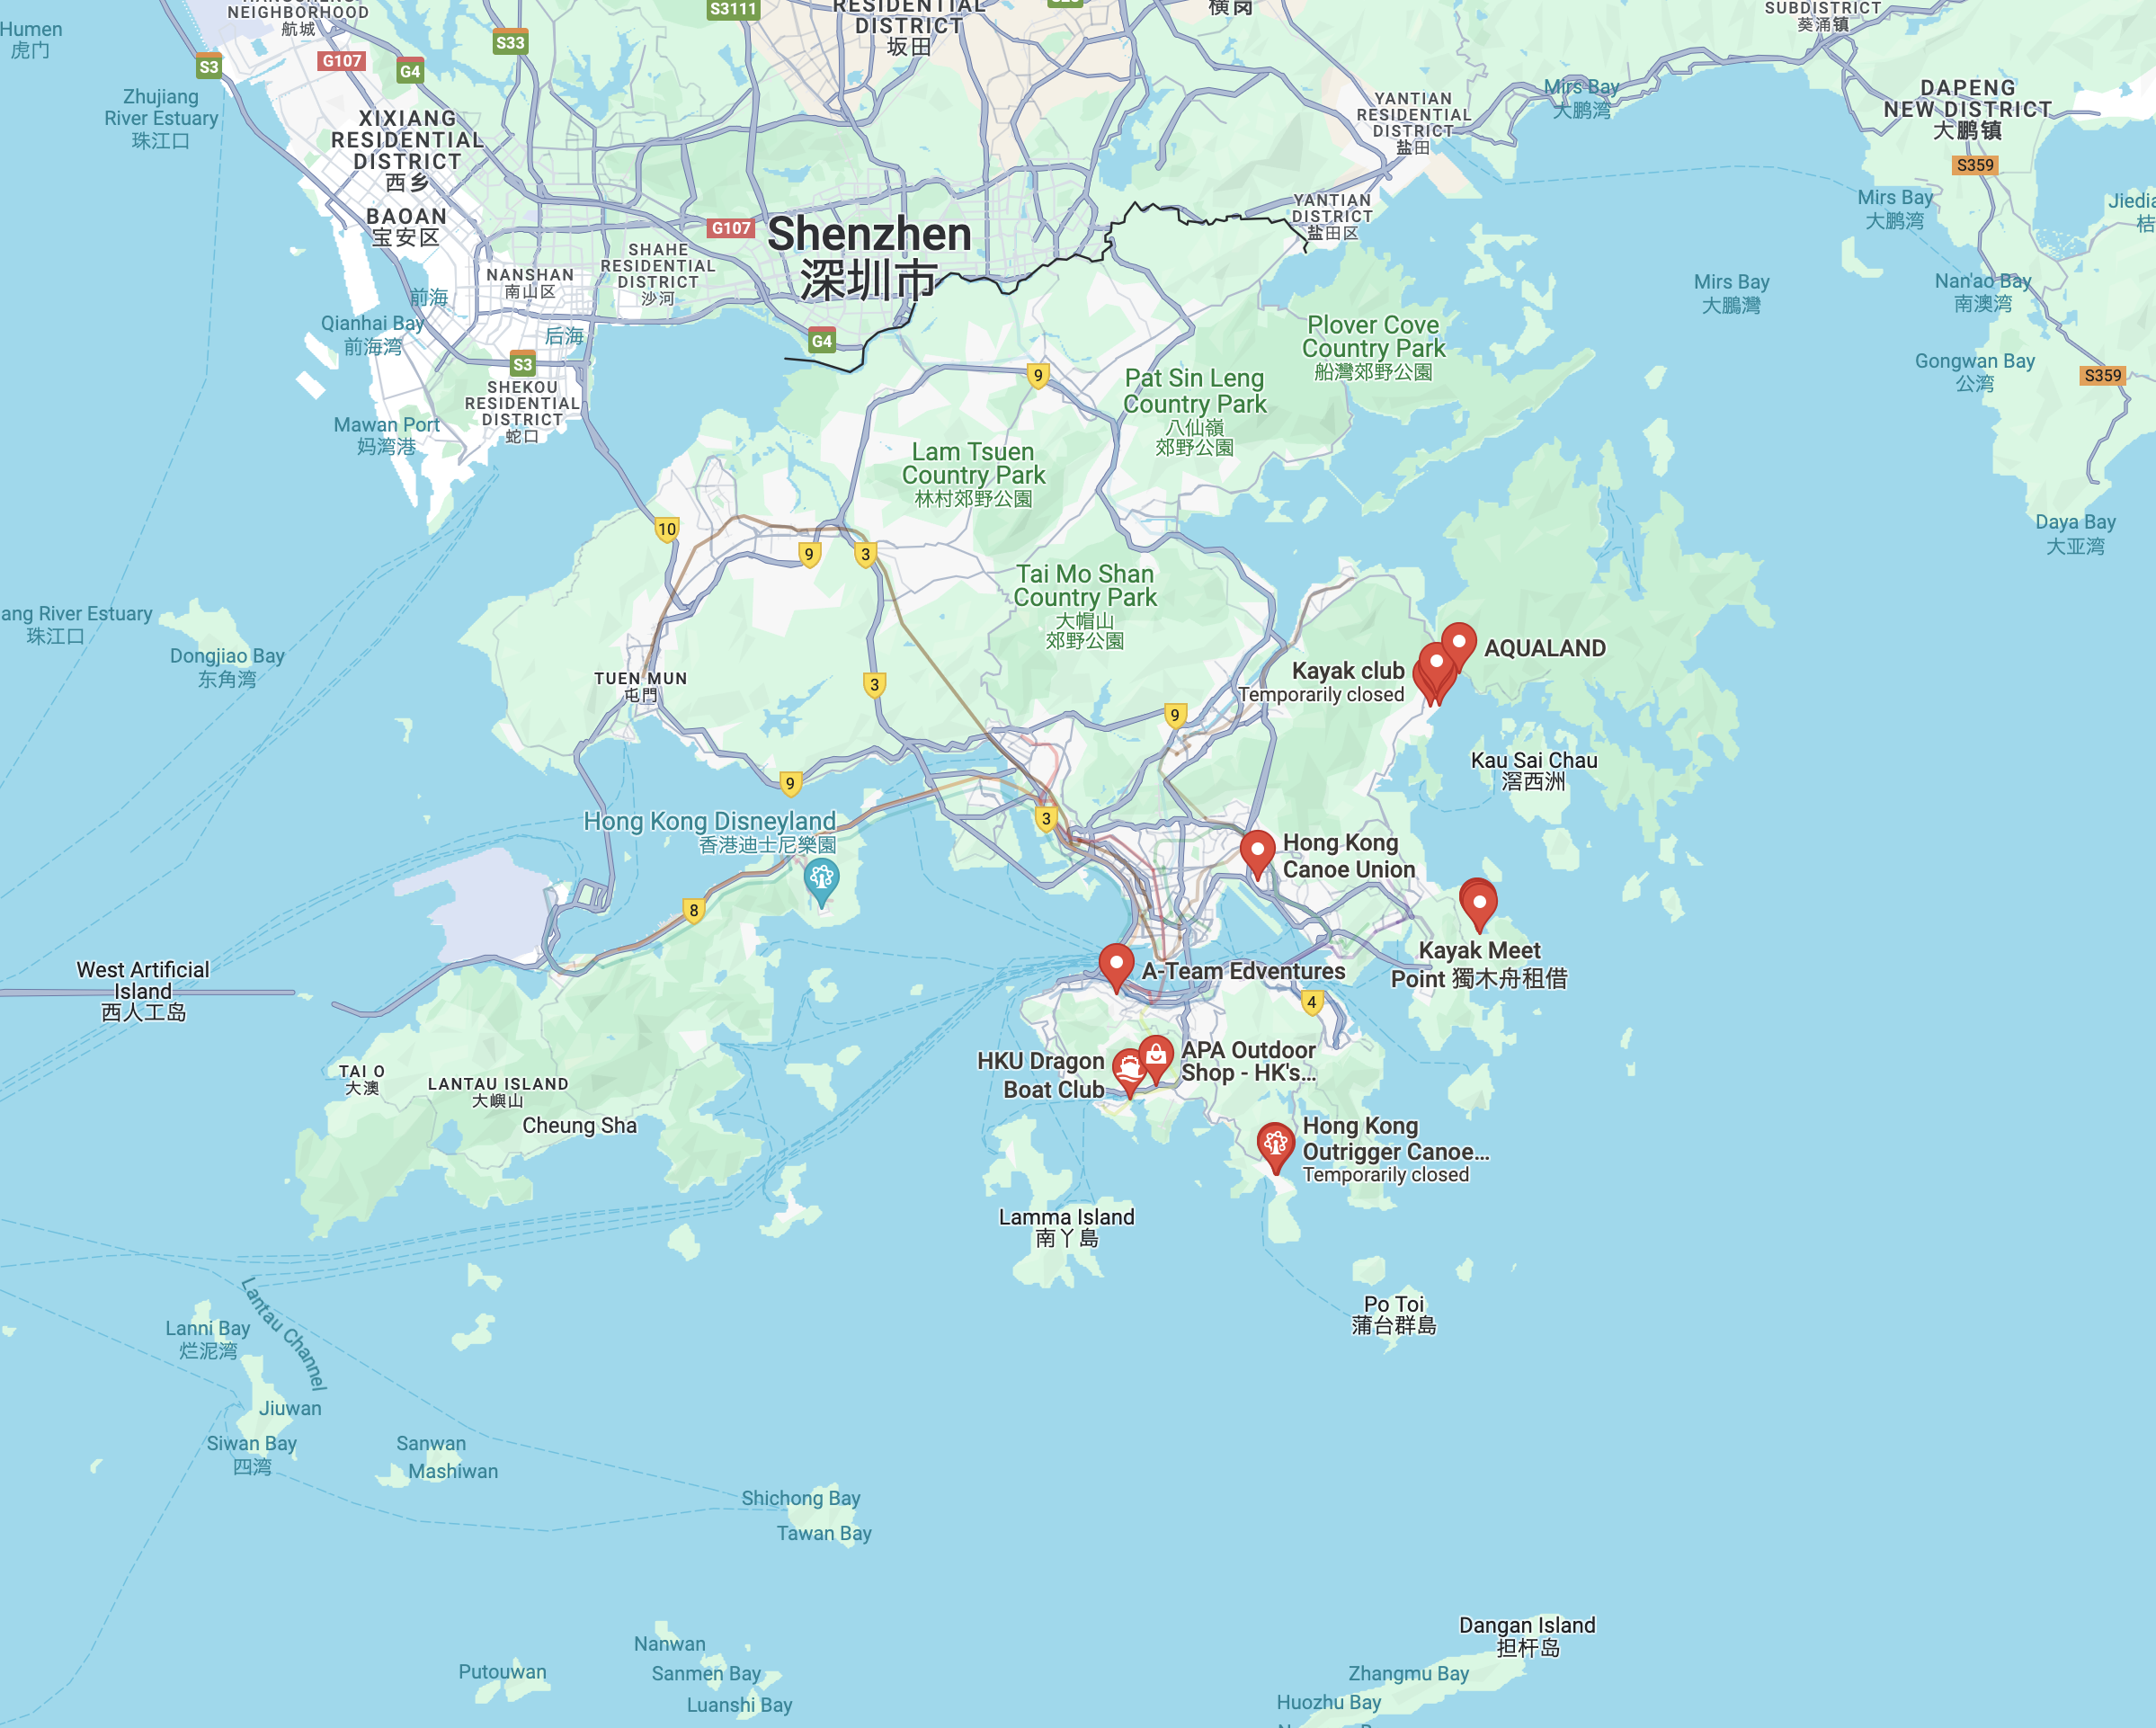 Humen
虎门
NEIGHBORHOOD
航城
S3
G107
G4
S33
S3111
RESIDENTIAL
DISTRICT
坂田
横岗
SUBDISTRICT
葵涌镇
Zhujiang
River Estuary
珠江口
XIXIANG
RESIDENTIAL
DISTRICT
西乡
BAOAN
宝安区
YANTIAN
RESIDENTIAL
DISTRICT
盐田
Mirs Bay
大鹏湾
DAPENG
NEW DISTRICT
大鹏镇
S359
Mirs Bay
大鹏湾
G107
Shenzhen
深圳市
YANTIAN
DISTRICT
盐田区
NANSHAN
南山区
SHAHE
RESIDENTIAL
DISTRICT
沙河
前海
Qianhai Bay
前海湾
后海
S3
G4
Mirs Bay
大鵬灣
Nan'ao Bay
南澳湾
Gongwan Bay
公湾
S359
SHEKOU
RESIDENTIAL
DISTRICT
蛇口
Mawan Port
妈湾港
Plover Cove
Country Park
船灣郊野公園
9
Pat Sin Leng
Country Park
八仙嶺
郊野公園
Lam Tsuen
Country Park
林村郊野公園
10
9
3
Daya Bay
大亚湾
Tai Mo Shan
Country Park
大帽山
郊野公園
ang River Estuary
珠江口
Dongjiao Bay
东角湾
TUEN MUN
屯門
3
AQUALAND
Kayak club
Temporarily closed
9
Kau Sai Chau
滘西洲
9
Hong Kong Disneyland
香港迪士尼樂園
3
Hong Kong
Canoe Union
8
Kayak Meet
Point 獨木舟租借
West Artificial
Island
西人工岛
A-Team Edventures
4
TAI O
大澳
LANTAU ISLAND
大嶼山
Cheung Sha
HKU Dragon
Boat Club
APA Outdoor
Shop - HK's...
Hong Kong
Outrigger Canoe...
Temporarily closed
Lamma Island
南丫島
Po Toi
蒲台群島
Lantau Channel
Lanni Bay
烂泥湾
Jiuwan
Siwan Bay
四湾
Sanwan
Mashiwan
Shichong Bay
Tawan Bay
Nanwan
Putouwan
Sanmen Bay
Luanshi Bay
Dangan Island
担杆岛
Zhangmu Bay
Huozhu Bay